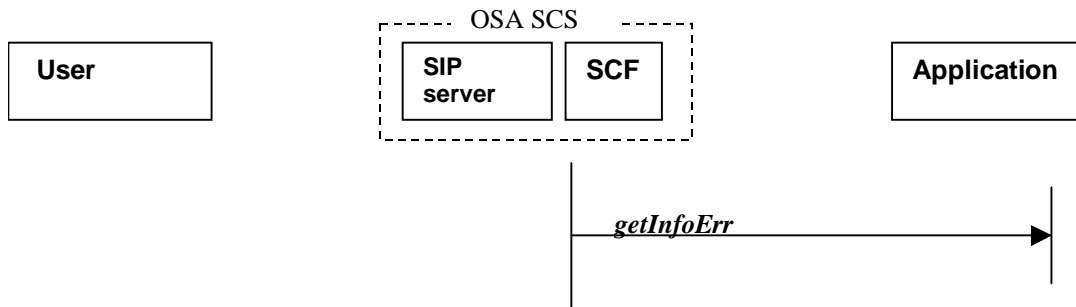 OSA SCS
User
SIP
server
SCF
Application
getInfoErr